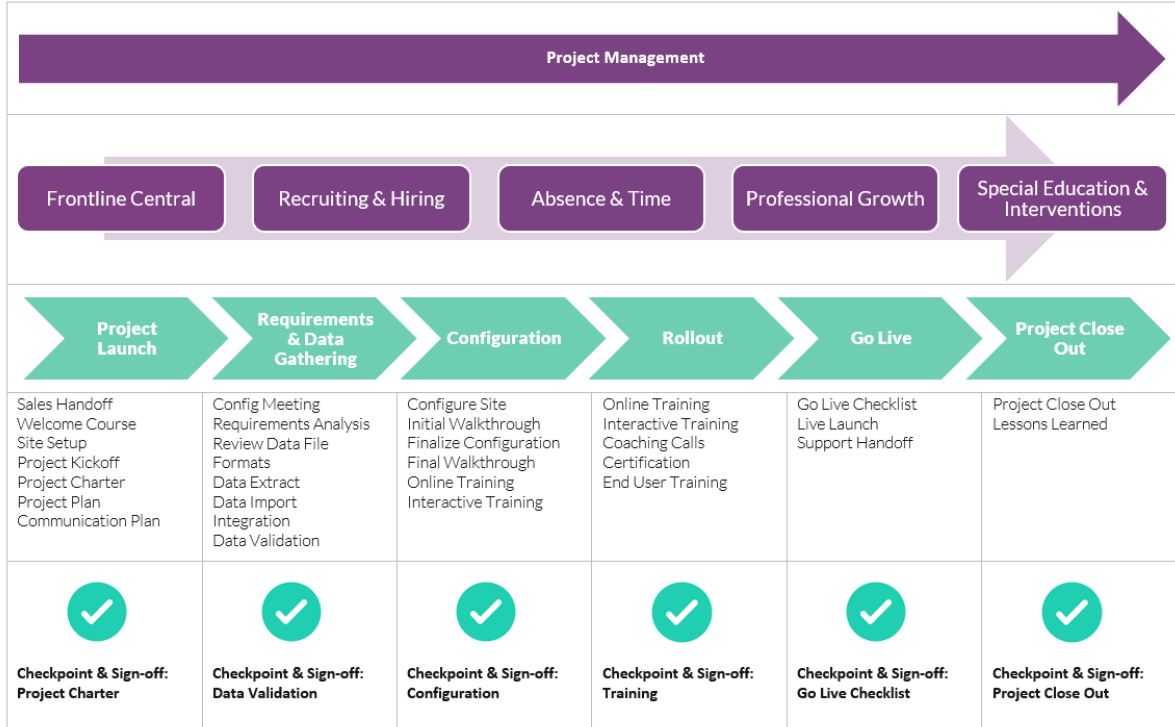 Project Management
Frontline Central
Recruiting & Hiring
Absence & Time
Professional Growth
Special Education &
Interventions
Project
Launch
Requirements
& Data
Gathering
Configuration
Rollout
Go Live
Project Close
Out
Sales Handoff
Welcome Course
Site Setup
Project Kickoff
Project Charter
Project Plan
Communication Plan
Config Meeting
Requirements Analysis
Review Data File
Formats
Data Extract
Data Import
Integration
Data Validation
Configure Site
Initial Walkthrough
Finalize Configuration
Final Walkthrough
Online Training
Interactive Training
Online Training
Interactive Training
Coaching Calls
Certification
End User Training
Go Live Checklist
Live Launch
Support Handoff
Project Close Out
Lessons Learned
Checkpoint & Sign-off:
Project Charter
Checkpoint & Sign-off:
Data Validation
Checkpoint & Sign-off:
Configuration
Checkpoint & Sign-off:
Training
Checkpoint & Sign-off:
Go Live Checklist
Checkpoint & Sign-off:
Project Close Out